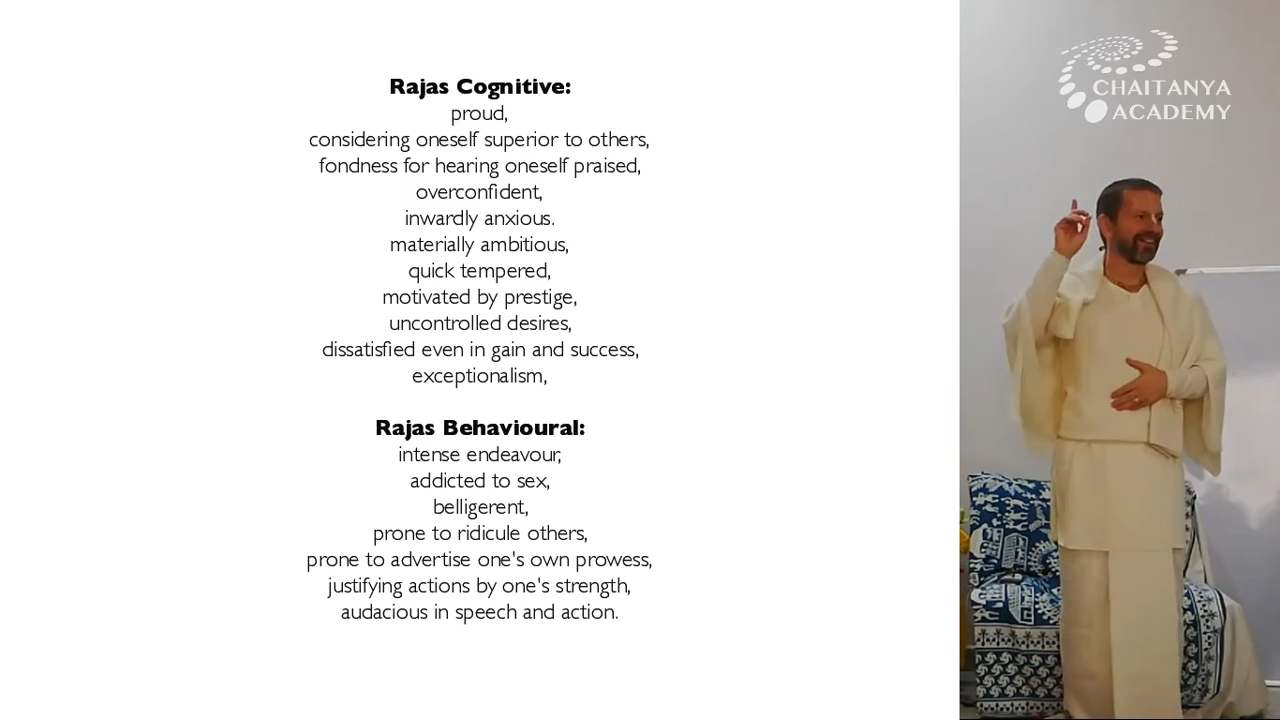 Rajas Cognitive:
proud,
considering oneself superior to others,
fondness for hearing oneself praised,
overconfident,
inwardly anxious.
materially ambitious,
quick tempered,
motivated by prestige,
uncontrolled desires,
dissatisfied even in gain and success,
exceptionalism,
Rajas Behavioural:
intense endeavour,
addicted to sex,
belligerent,
prone to ridicule others,
prone to advertise one's own prowess,
justifying actions by one's strength,
audacious in speech and action.
CHAITANYA
ACADEMY